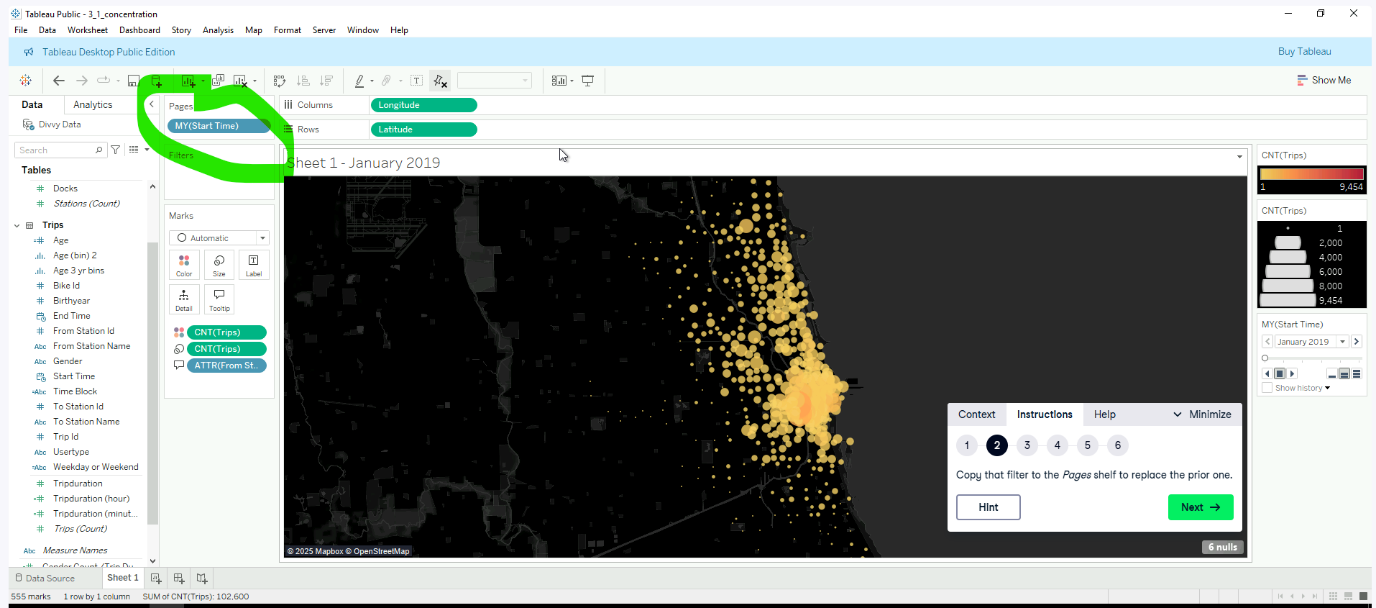 Tableau Public - 3_1_concentration
File Data Worksheet Dashboard Story Analysis Map Format Server Window Help
Tableau Desktop Public Edition
Buy Tableau
Show Me
Data Analytics
Divvy Data
Search
Tables
Docks
Stations (Count)
Trips
Age
Age (bin) 2
Age 3 yr bins
Bike Id
Birthyear
End Time
From Station Id
From Station Name
Gender
Start Time
Time Block
To Station Id
To Station Name
Trip Id
Usertype
Weekday or Weekend
Tripduration
Tripduration (hour)
Tripduration (minut...
Trips (Count)
Measure Names
Pages
MY(Start Time)
Filters
Marks
Automatic
Color Size Label
Detail Tooltip
CNT(Trips)
CNT(Trips)
ATTR(From St...
Columns Longitude
Rows Latitude
Sheet 1 - January 2019
© 2025 Mapbox © OpenStreetMap
6 nulls
Context Instructions Help Minimize
1 2 3 4 5 6
Copy that filter to the Pages shelf to replace the prior one.
Hint
Next →
CNT(Trips)
1 9,454
CNT(Trips)
1
2,000
4,000
6,000
8,000
9,454
MY(Start Time)
January 2019
Show history
Data Source Sheet 1
555 marks 1 row by 1 column SUM of CNT(Trips): 102,600